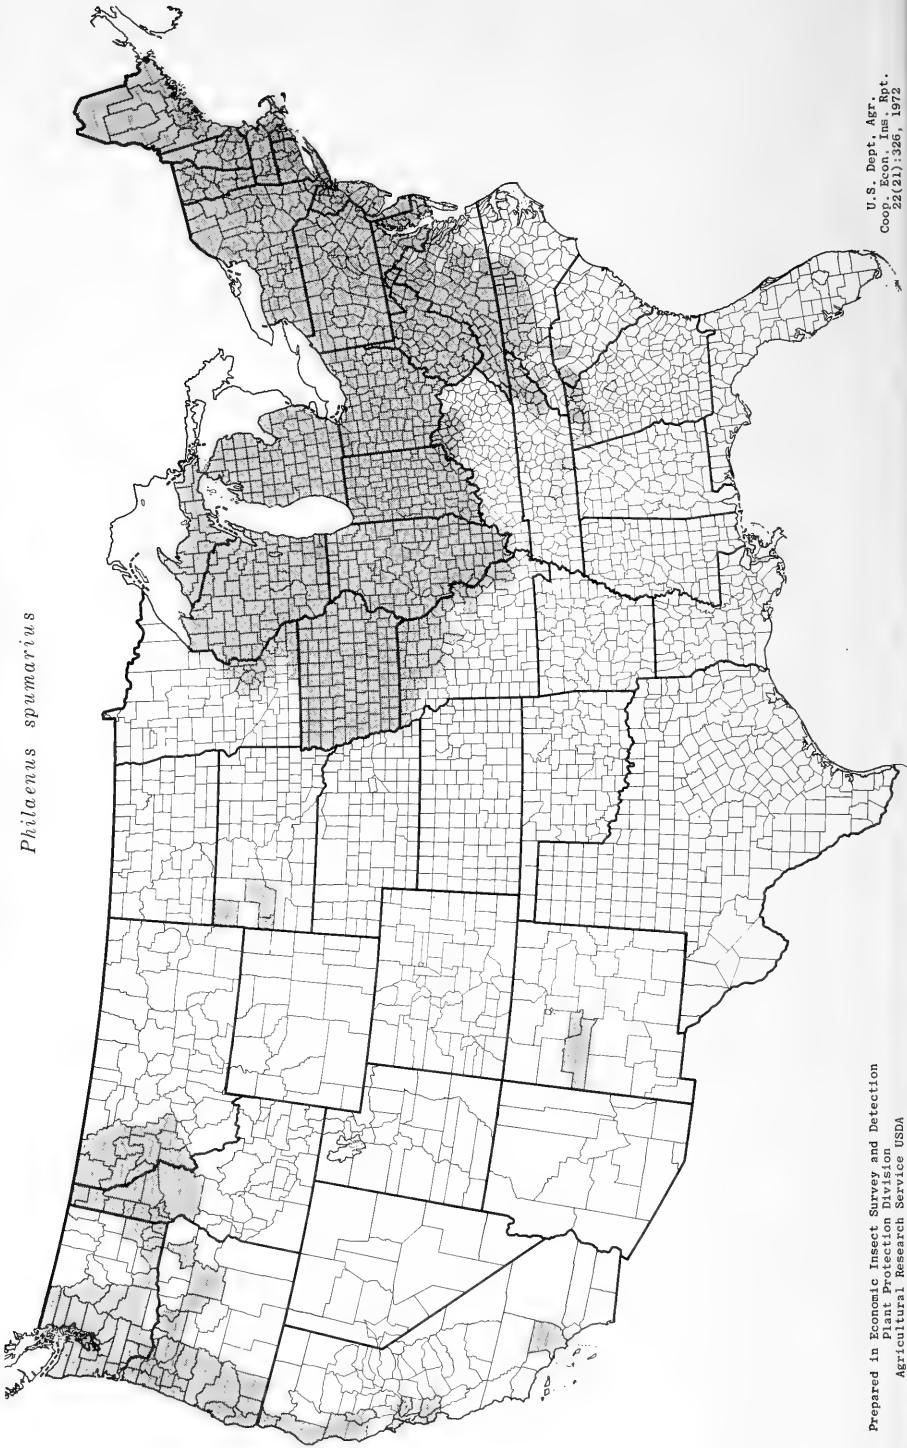 Philaenus spumarius
U.S. Dept. Agr.
Coop. Econ. Ins. Rpt.
22(21):326, 1972
Prepared in Economic Insect Survey and Detection
Plant Protection Division
Agricultural Research Service USDA